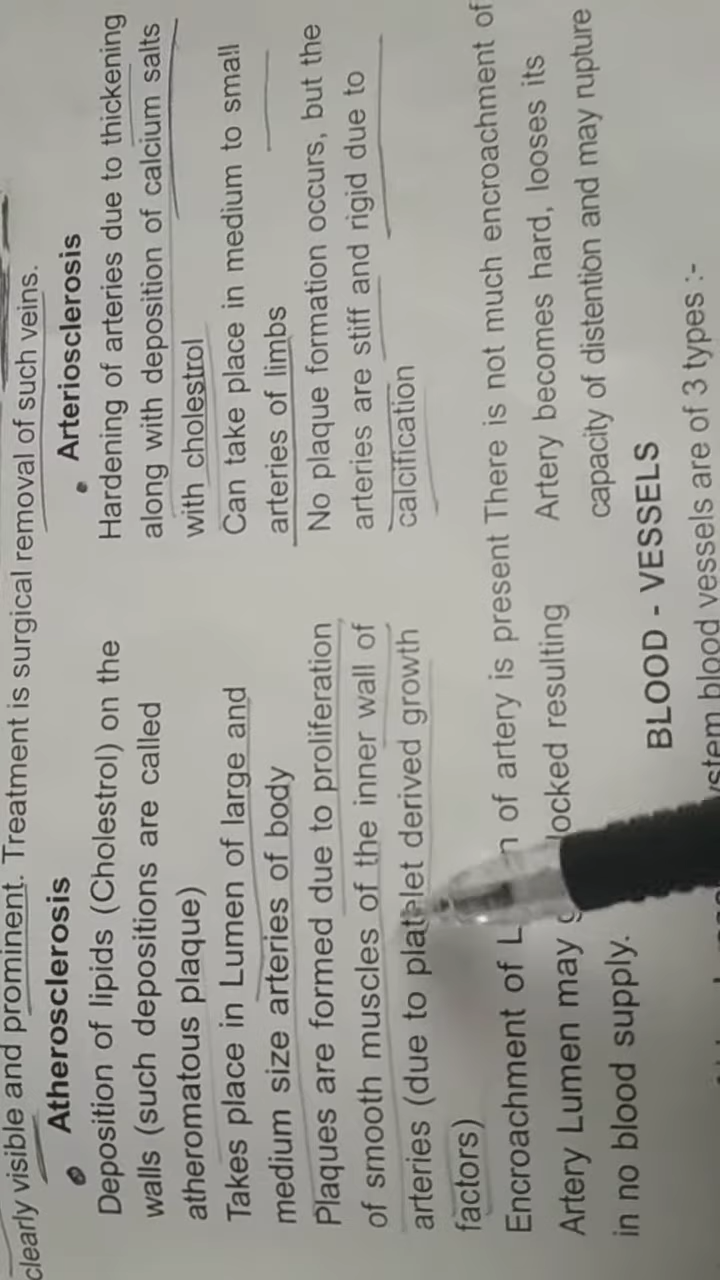 clearly visible and prominent. Treatment is surgical removal of such veins.
Atherosclerosis
Deposition of lipids (Cholestrol) on the
walls (such depositions are called
atheromatous plaque)
Takes place in Lumen of large and
medium size arteries of body
Plaques are formed due to proliferation
of smooth muscles of the inner wall of
arteries (due to platelet derived growth
factors)
Encroachment of L n of artery is present
Artery Lumen may locked resulting
in no blood supply.
Arteriosclerosis
Hardening of arteries due to thickening
along with deposition of calcium salts
with cholestrol
Can take place in medium to small
arteries of limbs
No plaque formation occurs, but the
arteries are stiff and rigid due to
calcification
There is not much encroachment of
Artery becomes hard, looses its
capacity of distention and may rupture
BLOOD - VESSELS
blood vessels are of 3 types :-